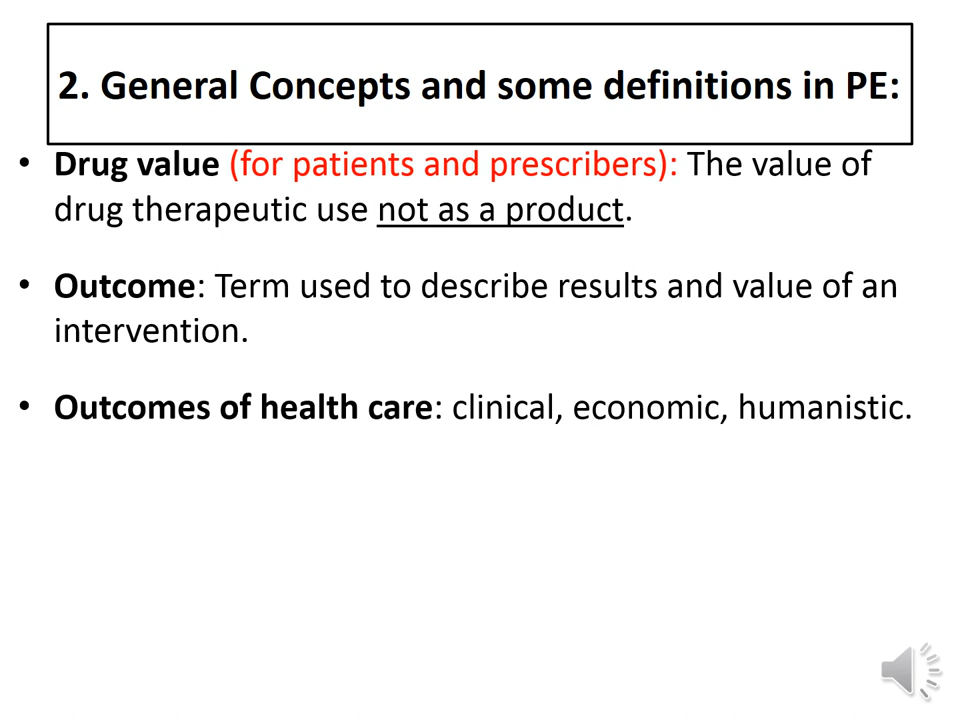 2. General Concepts and some definitions in PE:
• Drug value (for patients and prescribers): The value of
drug therapeutic use not as a product.
• Outcome: Term used to describe results and value of an
intervention.
• Outcomes of health care: clinical, economic, humanistic.